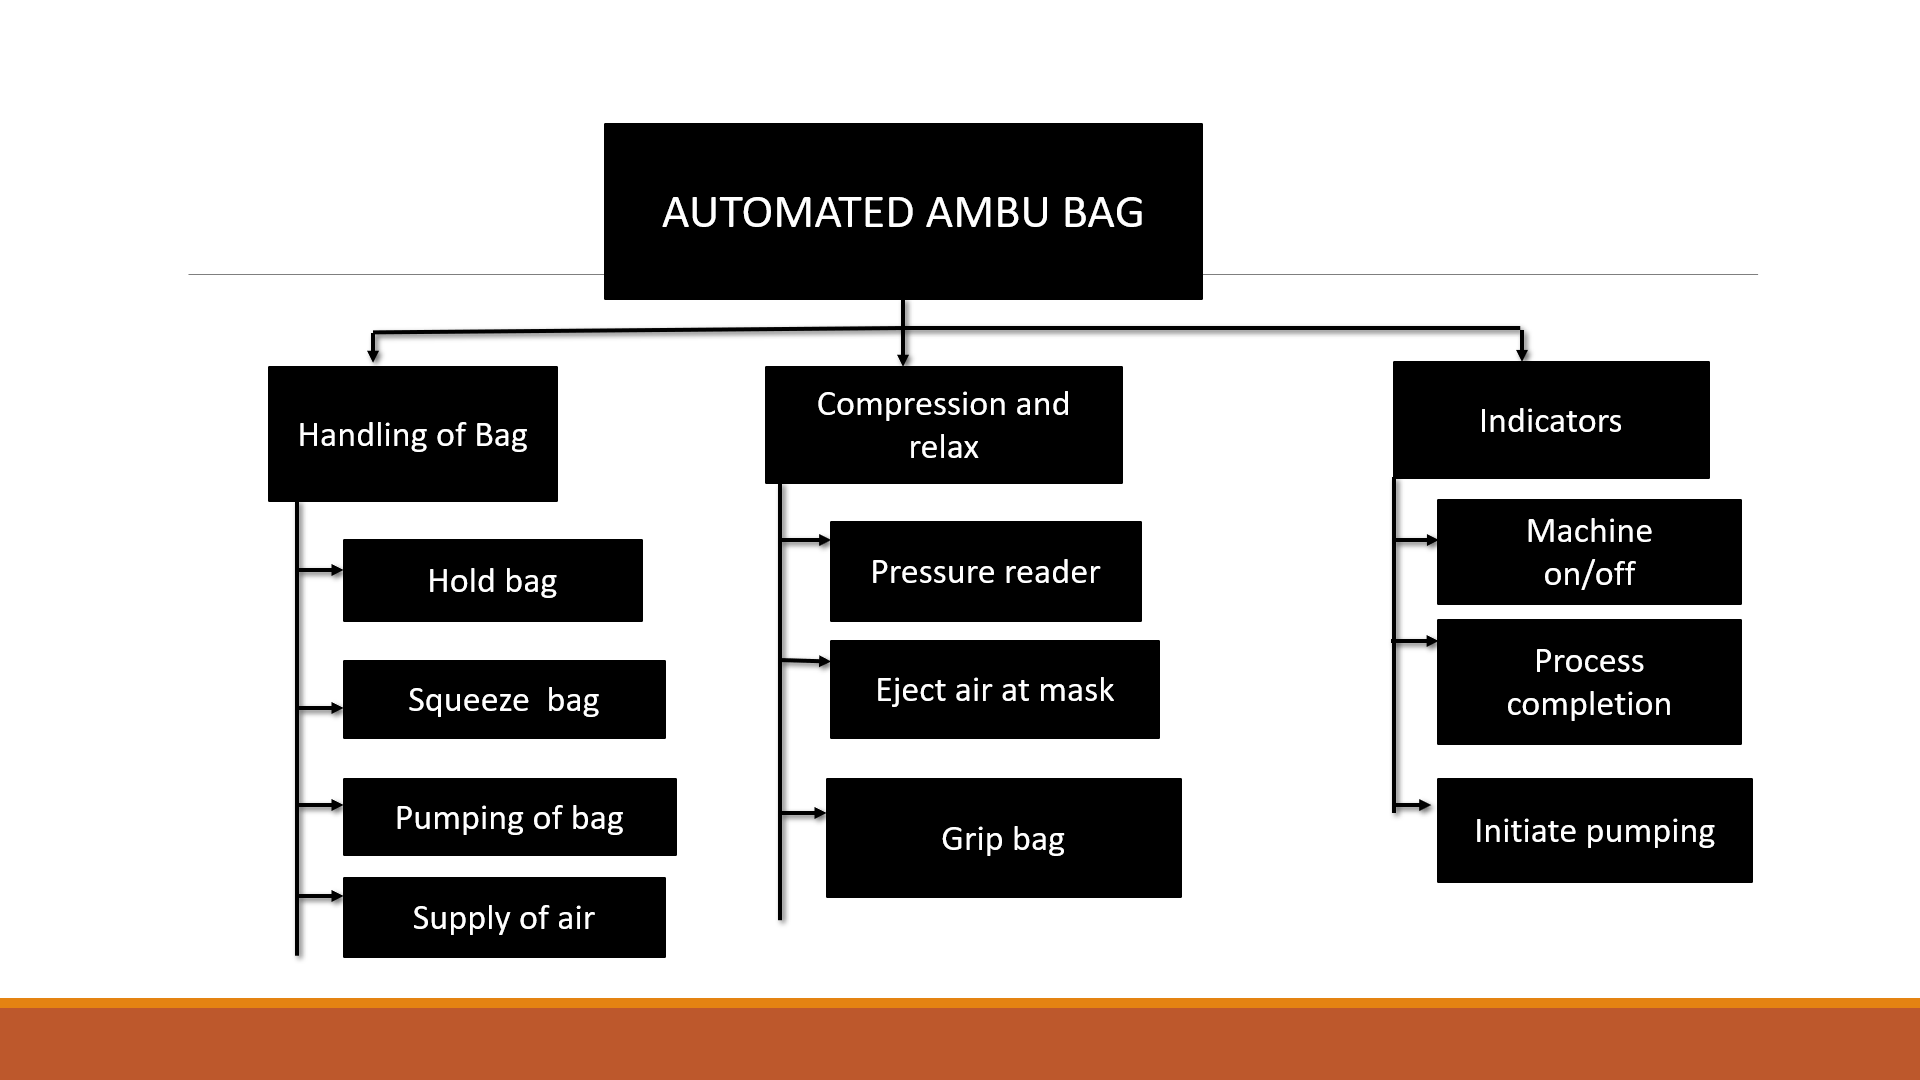 AUTOMATED AMBU BAG
Handling of Bag
Hold bag
Squeeze  bag
Pumping of bag
Supply of air
Compression and
relax
Pressure reader
Eject air at mask
Grip bag
Indicators
Machine
on/off
Process
completion
Initiate pumping